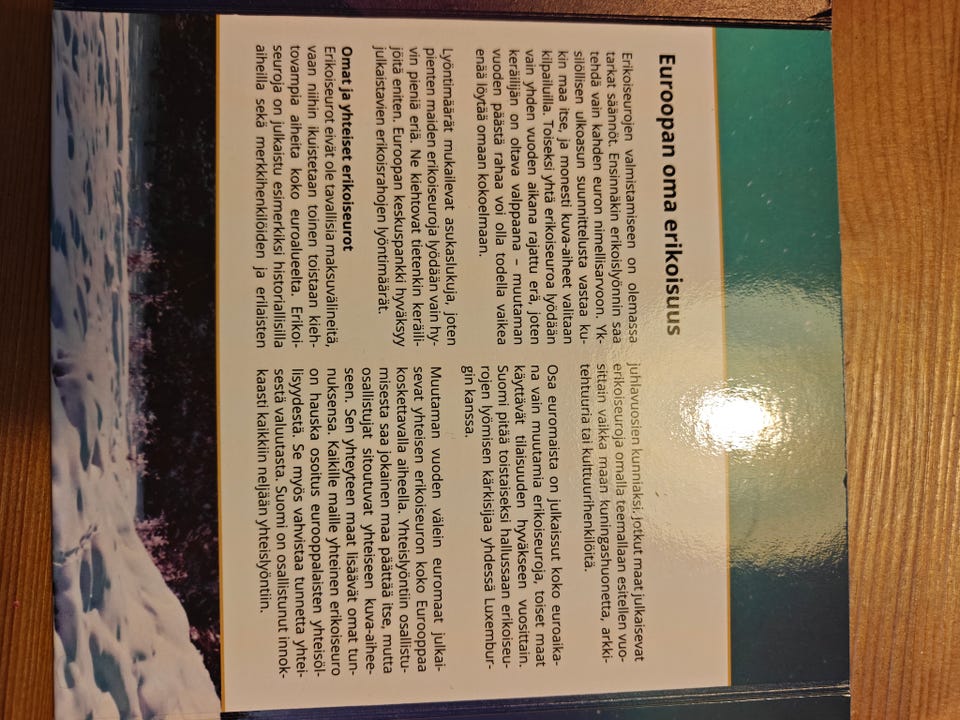 Euroopan oma erikoisuus
Erikoiseurojen valmistamiseen on olemassa
tarkat säännöt. Ensinnäkin erikoislyönnin saa
tehdä vain kahden euron nimellisarvoon. Yk-
silöllisen ulkoasun suunnittelusta vastaa ku-
kin maa itse, ja monesti kuva-aiheet valitaan
kilpailuilla. Toiseksi yhtä erikoiseuroa lyödään
vain yhden vuoden aikana rajattu erä, joten
keräilijän on oltava valppaana – muutaman
vuoden päästä rahaa voi olla todella vaikea
enää löytää omaan kokoelmaan.
Lyöntimäärät mukailevat asukaslukuja, joten
pienten maiden erikoiseuroja lyödään vain hy-
vin pieniä eriä. Ne kiehtovat tietenkin keräili-
jöitä eniten. Euroopan keskuspankki hyväksyy
julkaistavien erikoisrahojen lyöntimäärät.
Omat ja yhteiset erikoiseurot
Erikoiseurot eivät ole tavallisia maksuvälineitä,
vaan niihin ikuistetaan toinen toistaan kieh-
tovampia aiheita koko euroalueelta. Erikoi-
seuroja on julkaistu esimerkiksi historiallisilla
aiheilla sekä merkkihenkilöiden ja erilaisten
juhlavuosien kunniaksi. Jotkut maat julkaisevat
erikoiseuroja omalla teemallaan esitellen vuo-
sittain vaikka maan kuningashuonetta, arkki-
tehtuuria tai kulttuurihenkilöitä.
Osa euromaista on julkaissut koko euroaika-
na vain muutamia erikoiseuroja, toiset maat
käyttävät tilaisuuden hyväkseen vuosittain.
Suomi pitää toistaiseksi hallussaan erikoiseu-
rojen lyömisen kärkisijaa yhdessä Luxembur-
gin kanssa.
Muutaman vuoden välein euromaat julkai-
sevat yhteisen erikoiseuron koko Eurooppaa
koskettavalla aiheella. Yhteislyöntiin osallistu-
misesta saa jokainen maa päättää itse, mutta
osallistujat sitoutuvat yhteiseen kuva-aihee-
seen. Sen yhteyteen maat lisäävät omat tun-
nuksensa. Kaikille maille yhteinen erikoiseuro
on hauska osoitus eurooppalaisten yhteisöl-
lisyydestä. Se myös vahvistaa tunnetta yhtei-
sestä valuutasta. Suomi on osallistunut innok-
kaasti kaikkiin neljään yhteislyöntiin.